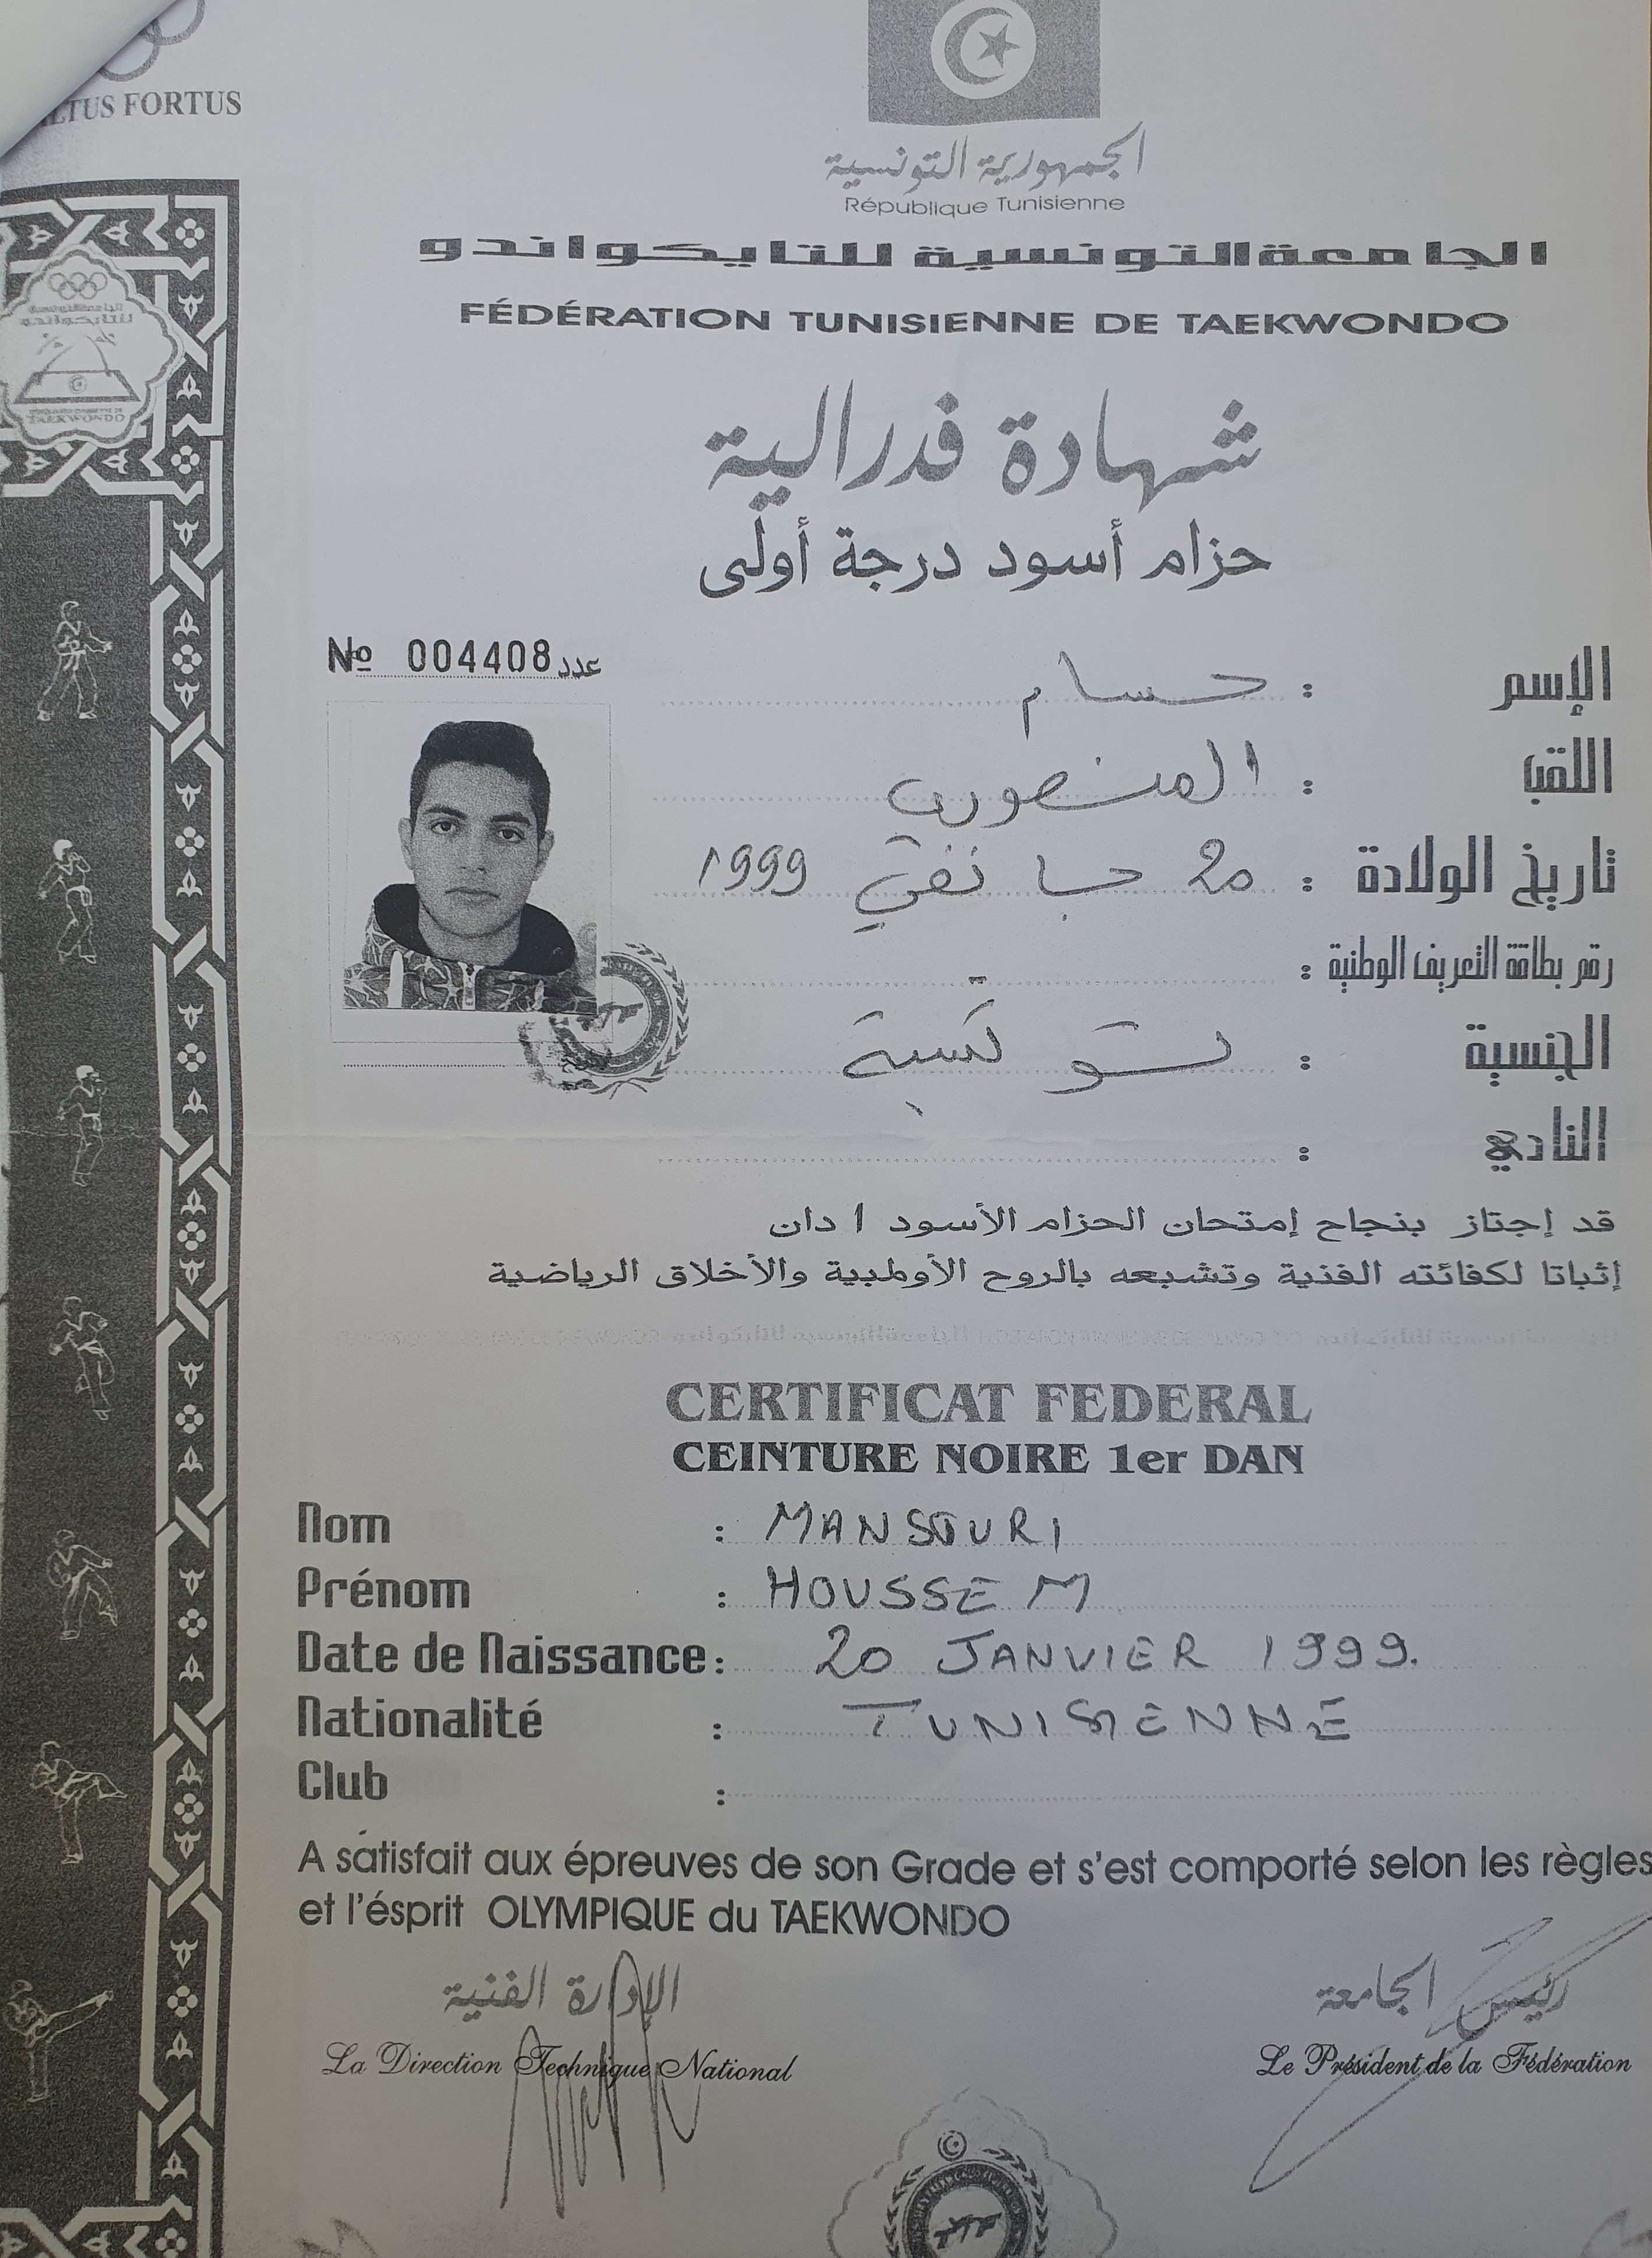 ALTUS FORTUS
الجمهورية التونسية
République Tunisienne
الجامعة التونسية للتايكواندو
FÉDÉRATION TUNISIENNE DE TAEKWONDO
TAEKWONDO
شهادة فدرالية
حزام أسود درجة أولى
Nº 004408 عدد
الإسم : حسام
اللقب : المنصوري
تاريخ الولادة : 20 جانفي 1999
رقم بطاقة التعريف الوطنية :
الجنسية : تونسية
النادي :
قد إجتاز بنجاح إمتحان الحزام الأسود 1 دان
إثباتا لكفائته الفنية وتشبعه بالروح الأولمبية والأخلاق الرياضية
CERTIFICAT FEDERAL
CEINTURE NOIRE 1er DAN
Nom : MANSOURI
Prénom : HOUSSEM
Date de Naissance : 20 JANVIER 1999.
Nationalité : TUNISIENNE
Club :
A satisfait aux épreuves de son Grade et s'est comporté selon les règles
et l'ésprit OLYMPIQUE du TAEKWONDO
الإدارة الفنية
رئيس الجامعة
La Direction Technique National
Le Président de la Fédération